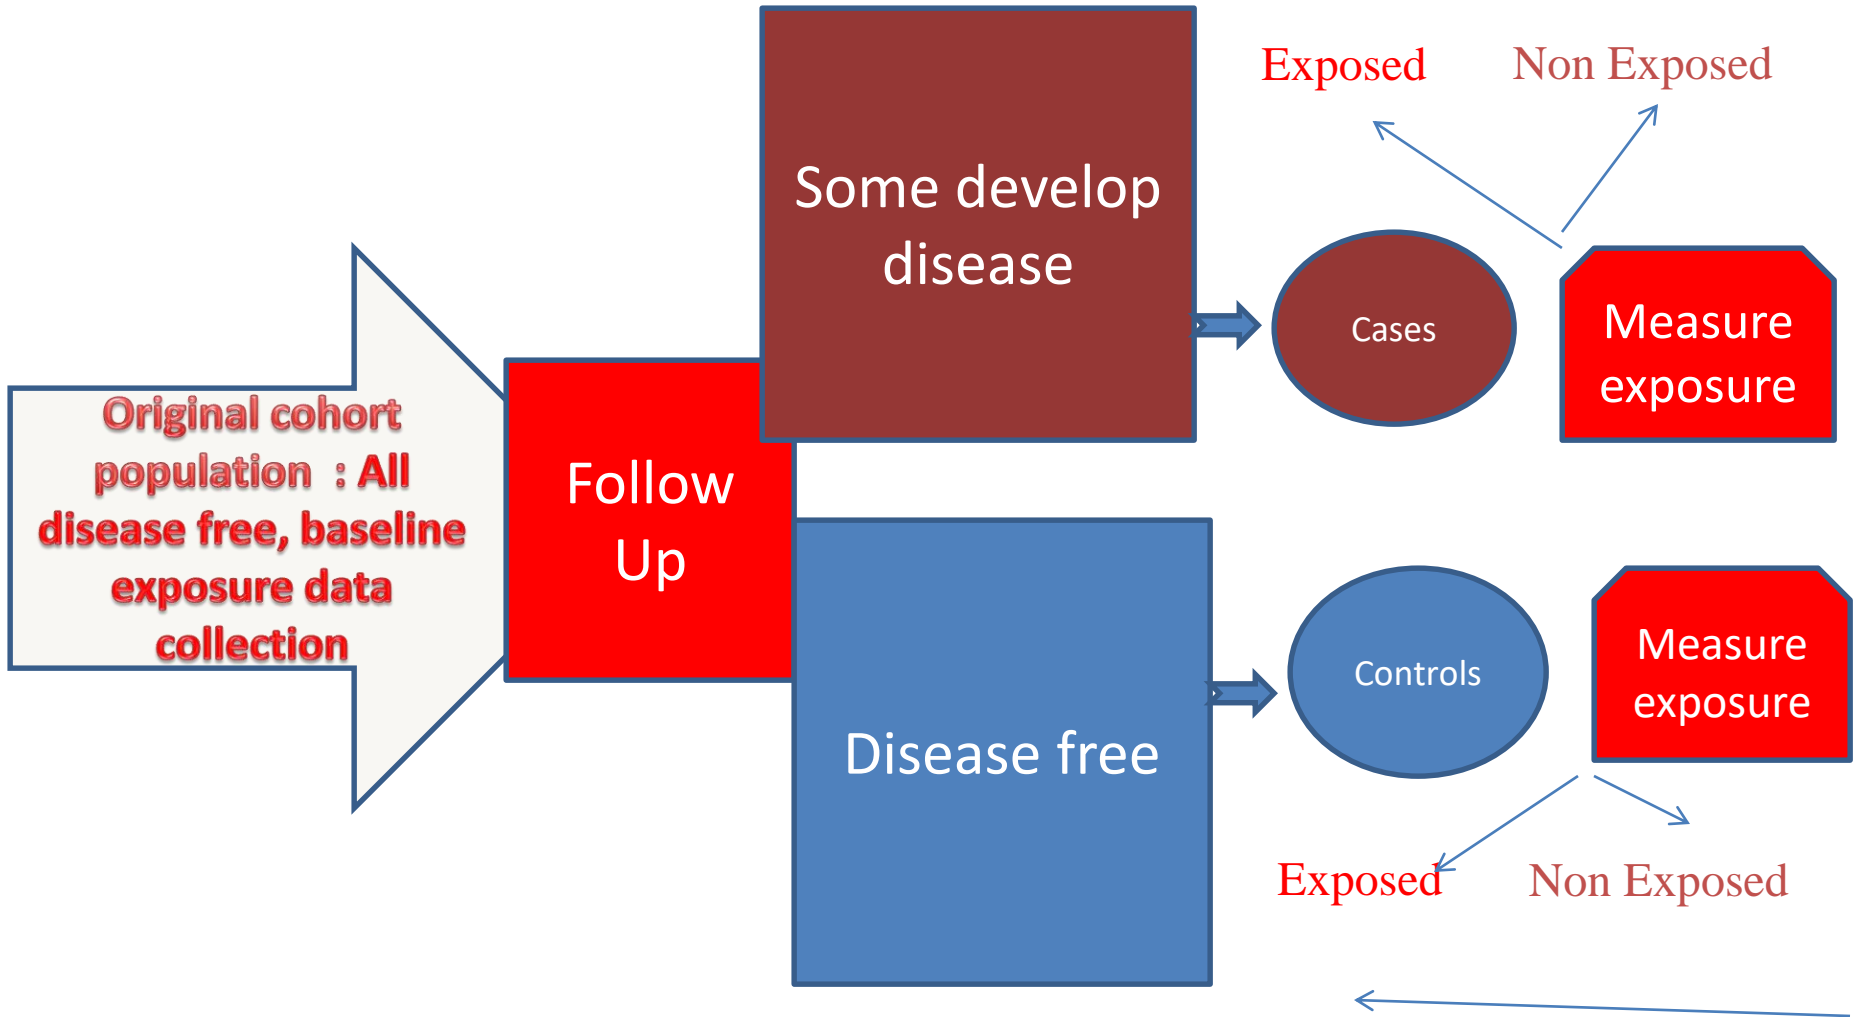 Original cohort
population : All
disease free, baseline
exposure data
collection
Follow
Up
Some develop
disease
Disease free
Exposed
Non Exposed
Cases
Measure
exposure
Controls
Measure
exposure
Exposed
Non Exposed